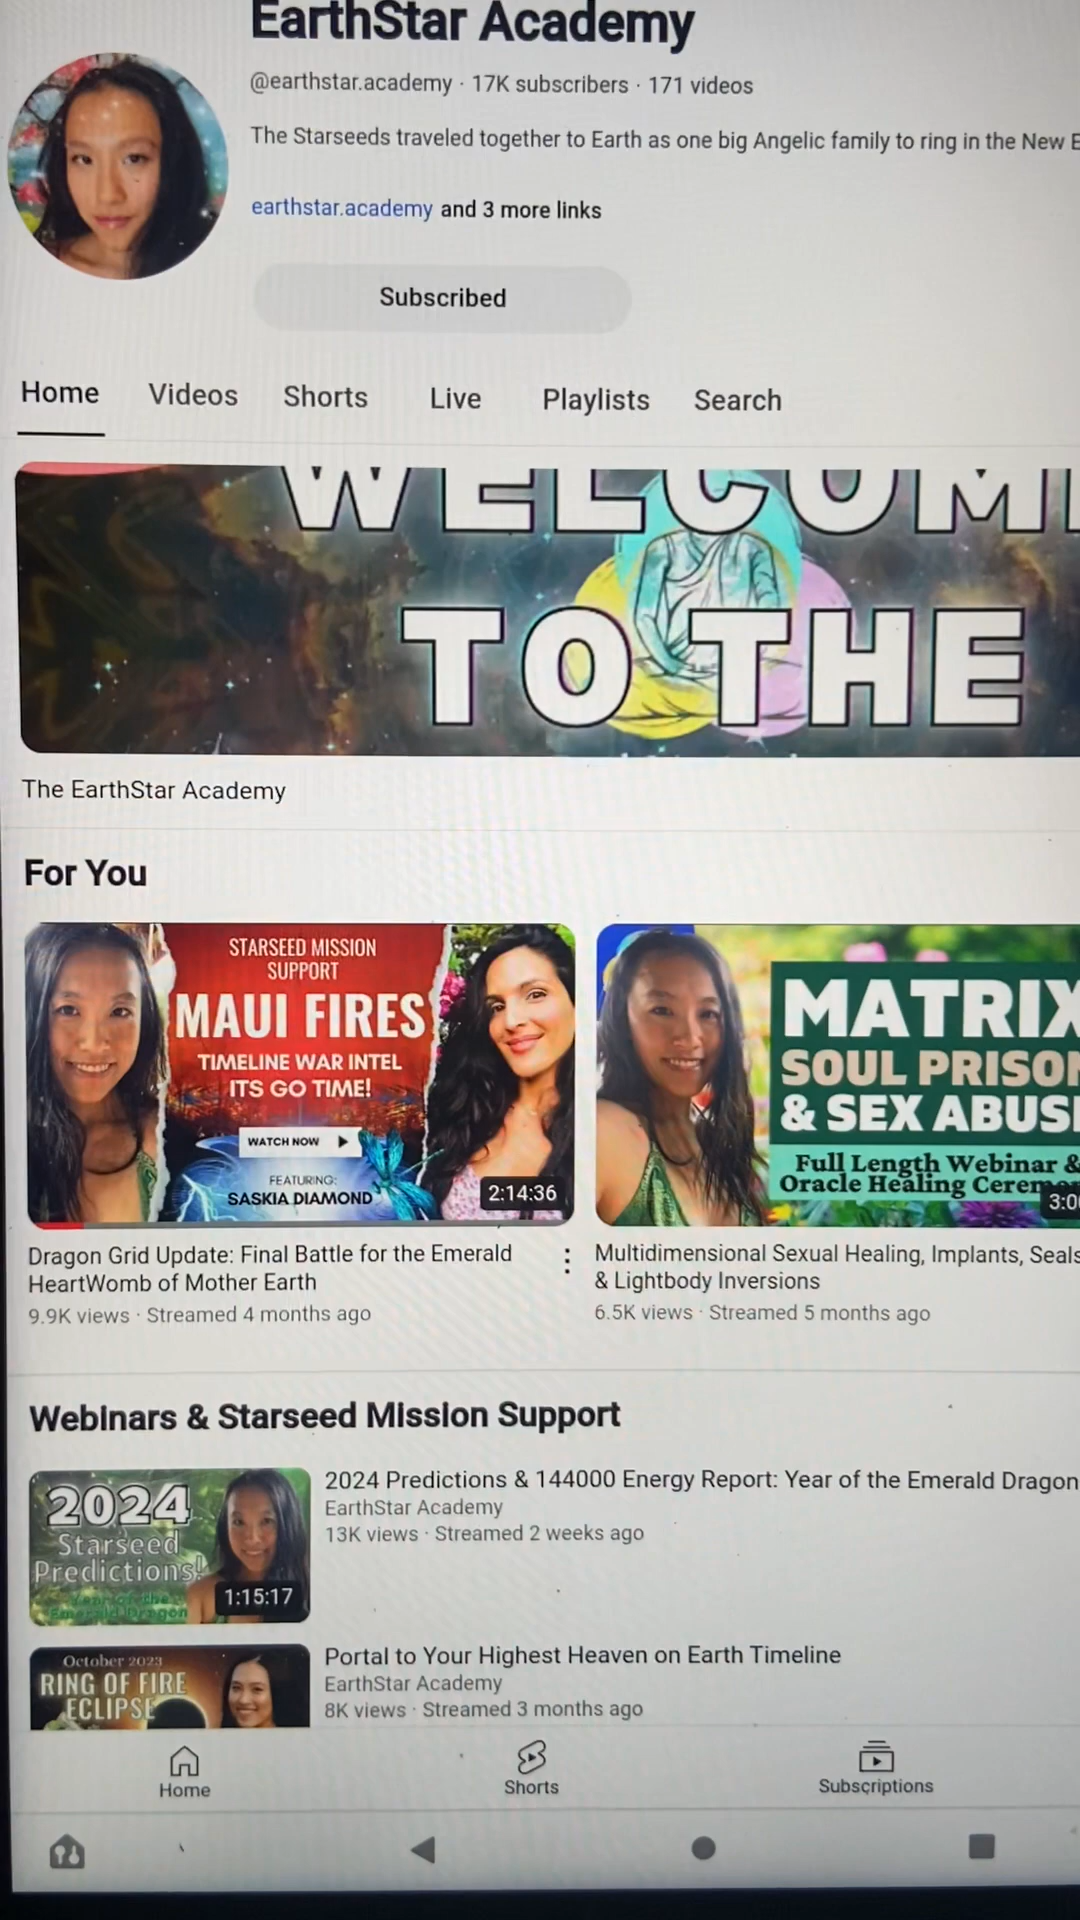 EarthStar Academy
@earthstar.academy · 17K subscribers · 171 videos
The Starseeds traveled together to Earth as one big Angelic family to ring in the New E
earthstar.academy and 3 more links
Subscribed
Home Videos Shorts Live Playlists Search
WELCOM
TO THE
The EarthStar Academy
For You
STARSEED MISSION
SUPPORT
MAUI FIRES
TIMELINE WAR INTEL
ITS GO TIME!
WATCH NOW
FEATURING:
SASKIA DIAMOND
2:14:36
Dragon Grid Update: Final Battle for the Emerald
HeartWomb of Mother Earth
9.9K views · Streamed 4 months ago
MATRIX
SOUL PRISON
& SEX ABUSE
Full Length Webinar &
Oracle Healing Cerem
3:0
Multidimensional Sexual Healing, Implants, Seals
& Lightbody Inversions
6.5K views · Streamed 5 months ago
Webinars & Starseed Mission Support
2024
Starseed
Predictions!
Year of the
Emerald Dragon
1:15:17
2024 Predictions & 144000 Energy Report: Year of the Emerald Dragon
EarthStar Academy
13K views · Streamed 2 weeks ago
October 2023
RING OF FIRE
ECLIPSE
Portal to Your Highest Heaven on Earth Timeline
EarthStar Academy
8K views · Streamed 3 months ago
Home Shorts Subscriptions